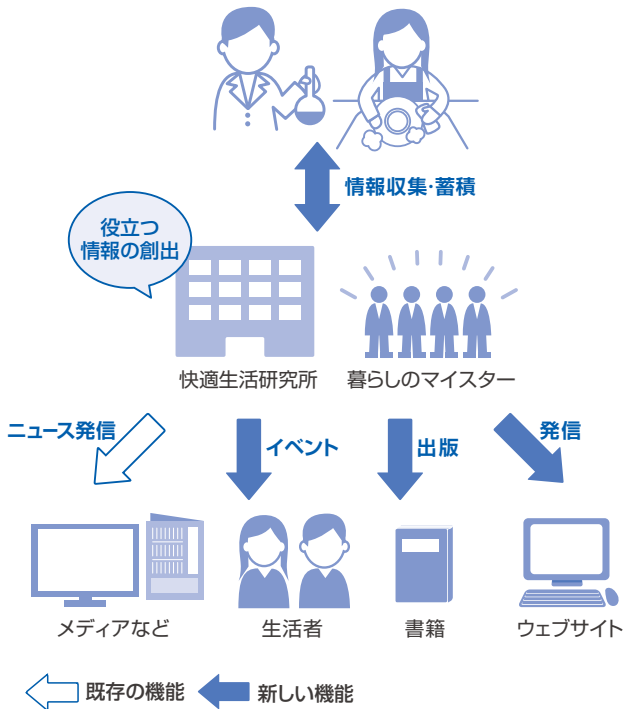 情報収集・蓄積
役立つ
情報の創出
快適生活研究所
暮らしのマイスター
ニュース発信
イベント
出版
発信
メディアなど
生活者
書籍
ウェブサイト
既存の機能
新しい機能